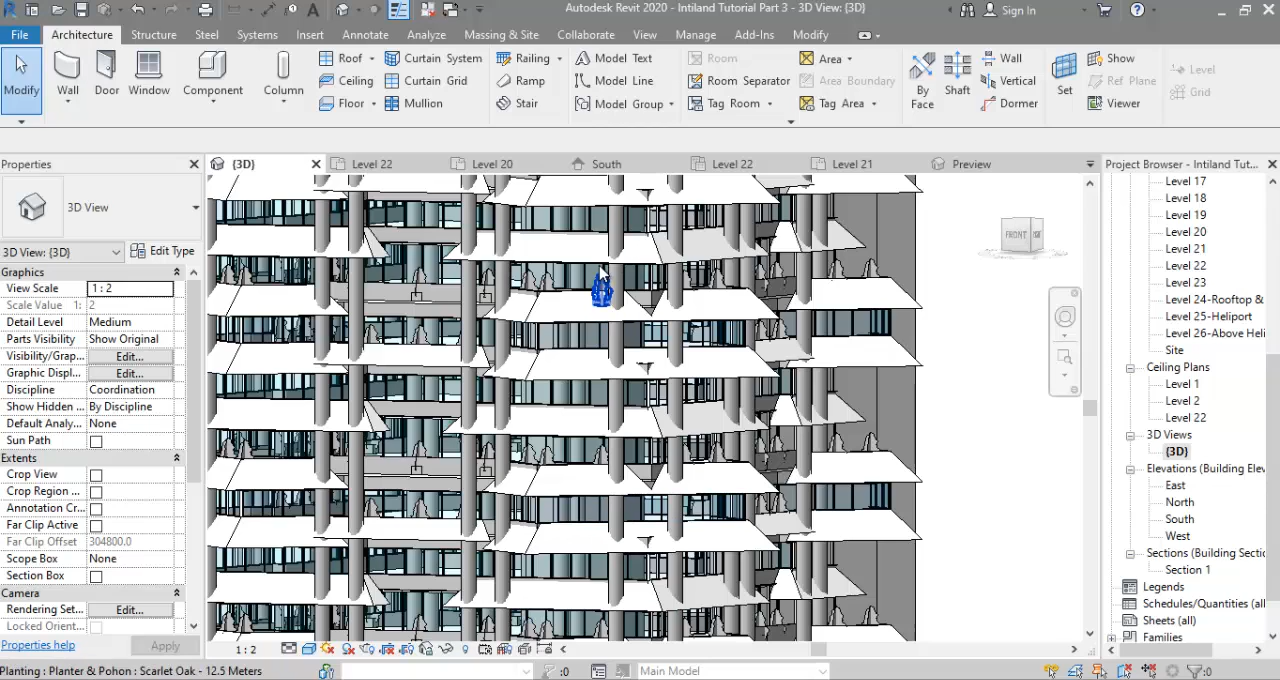 Autodesk Revit 2020 - Intiland Tutorial Part 3 - 3D View: {3D}
Sign In
File Architecture Structure Steel Systems Insert Annotate Analyze Massing & Site Collaborate View Manage Add-Ins Modify
Modify
Wall
Door
Window
Component
Column
Roof
Ceiling
Floor
Curtain System
Curtain Grid
Mullion
Railing
Ramp
Stair
Model Text
Model Line
Model Group
Room
Room Separator
Tag Room
Area
Area Boundary
Tag Area
By Face
Shaft
Wall
Vertical
Dormer
Set
Show
Ref Plane
Viewer
Level
Grid
Properties
{3D}
Level 22
Level 20
South
Level 22
Level 21
Preview
Project Browser - Intiland Tut...
3D View
3D View: {3D}
Edit Type
Graphics
View Scale 1 : 2
Scale Value 1: 2
Detail Level Medium
Parts Visibility Show Original
Visibility/Grap... Edit...
Graphic Displ... Edit...
Discipline Coordination
Show Hidden ... By Discipline
Default Analy... None
Sun Path
Extents
Crop View
Crop Region ...
Annotation Cr...
Far Clip Active
Far Clip Offset 304800.0
Scope Box None
Section Box
Camera
Rendering Set... Edit...
Locked Orient...
Properties help
Apply
FRONT
Level 17
Level 18
Level 19
Level 20
Level 21
Level 22
Level 23
Level 24-Rooftop &
Level 25-Heliport
Level 26-Above Heli
Site
Ceiling Plans
Level 1
Level 2
Level 22
3D Views
{3D}
Elevations (Building Elev
East
North
South
West
Sections (Building Sectio
Section 1
Legends
Schedules/Quantities (all
Sheets (all)
Families
1 : 2
Planting : Planter & Pohon : Scarlet Oak - 12.5 Meters
:0
Main Model
:0